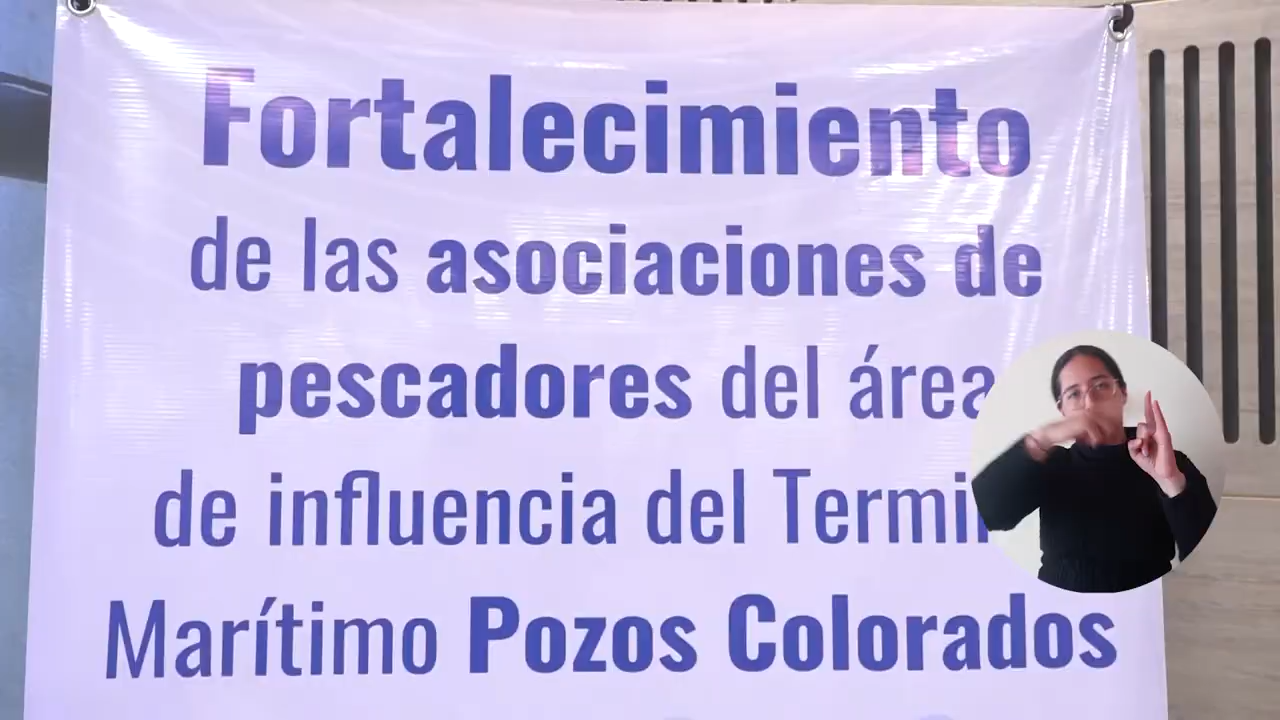 Fortalecimiento
de las asociaciones de
pescadores del área
de influencia del
Marítimo Pozos Colorados